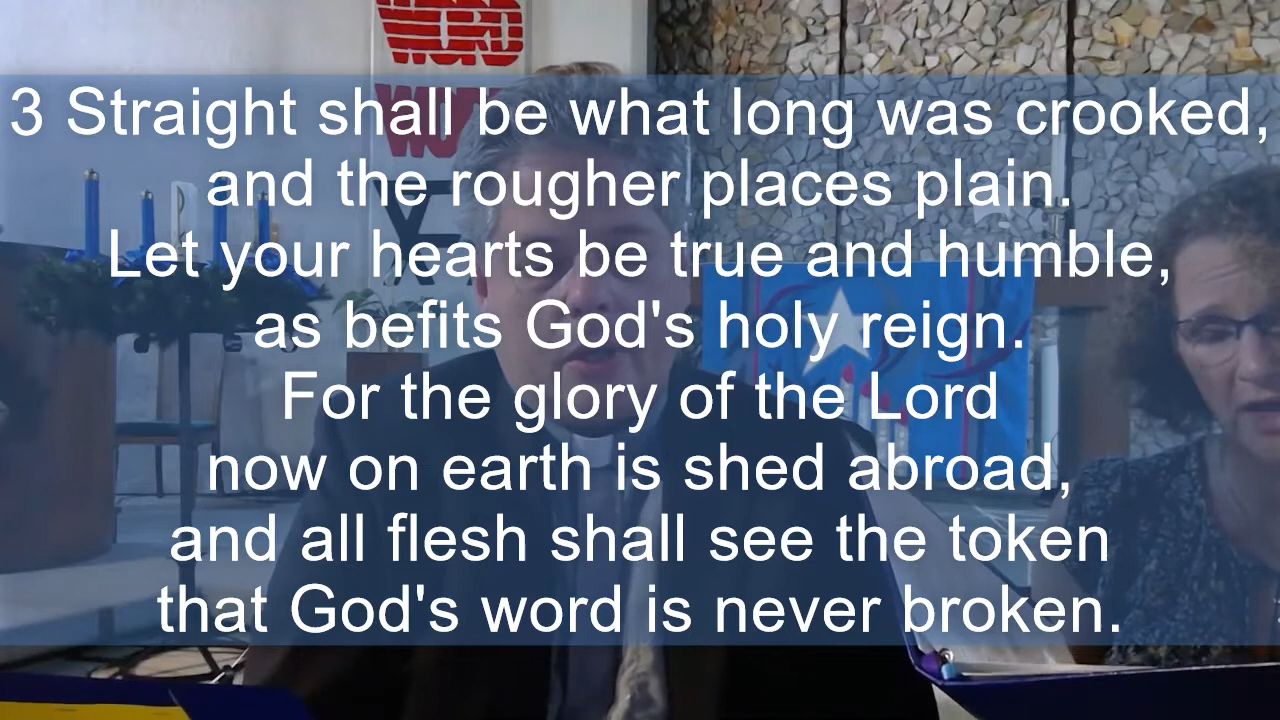 WORD
WO
3 Straight shall be what long was crooked,
and the rougher places plain.
Let your hearts be true and humble,
as befits God's holy reign.
For the glory of the Lord
now on earth is shed abroad,
and all flesh shall see the token
that God's word is never broken.